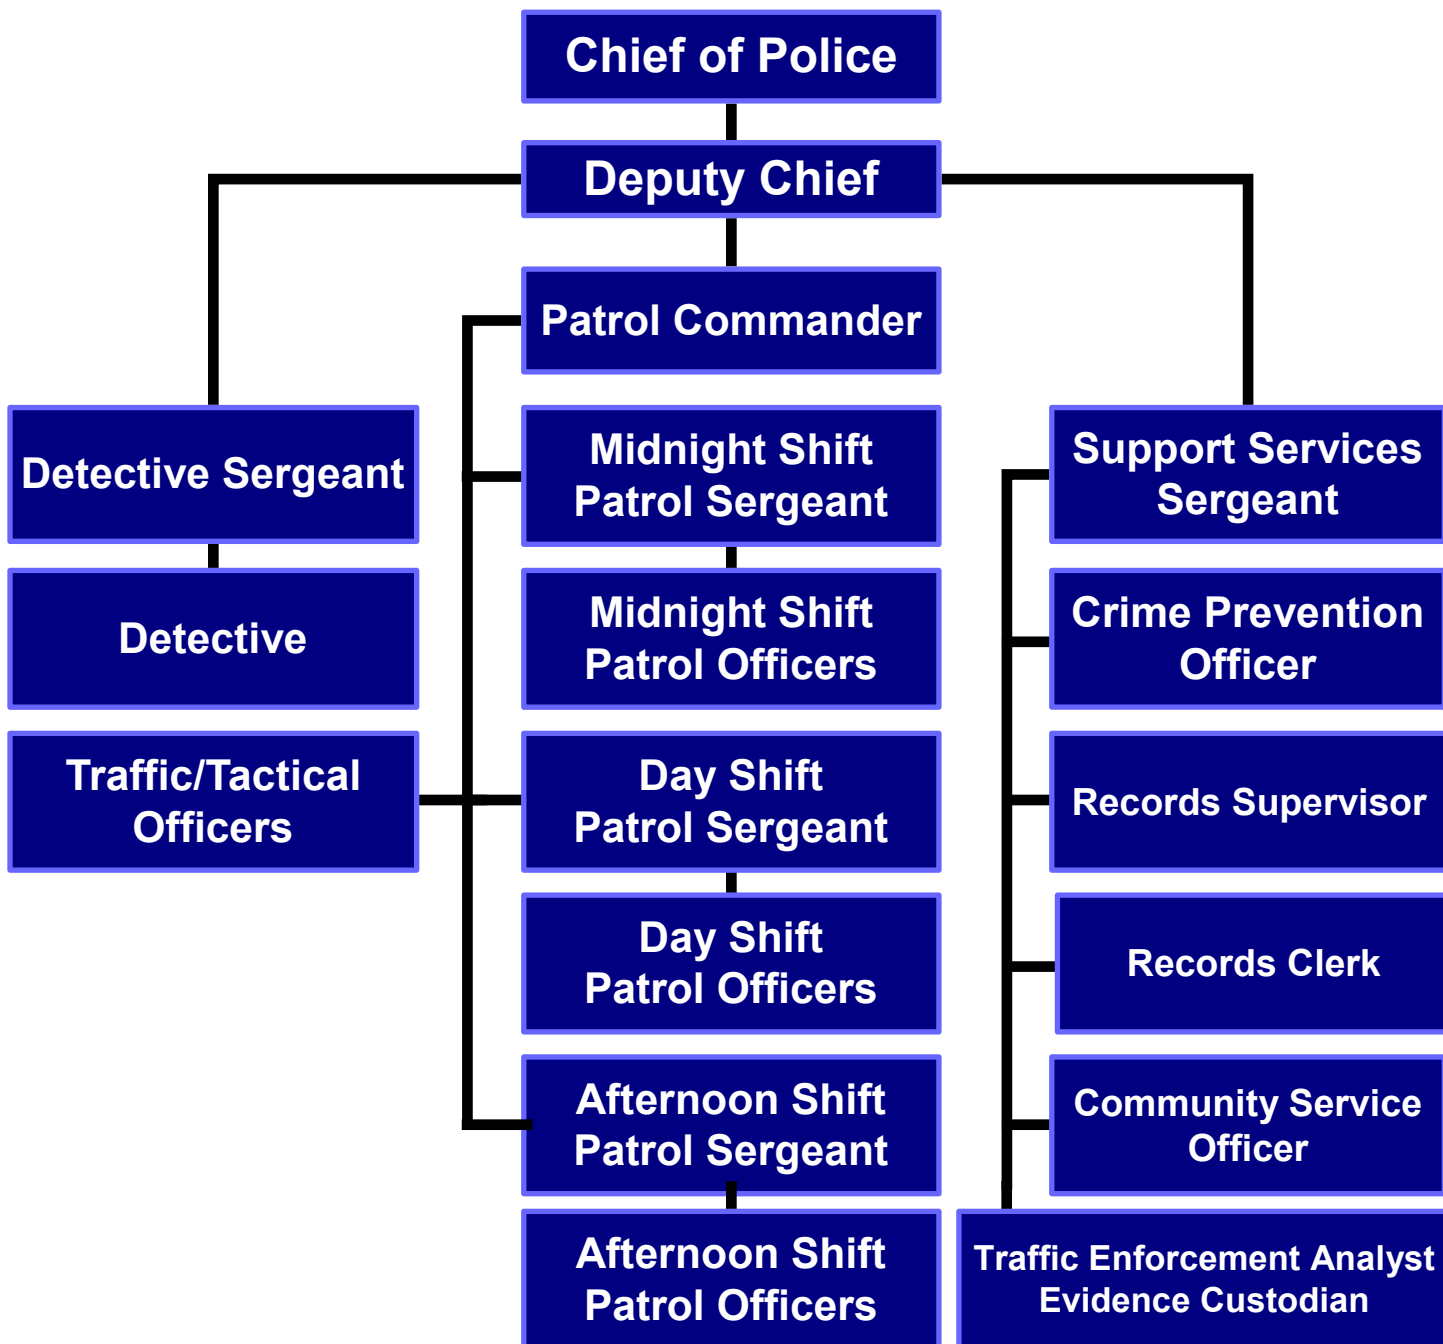 Chief of Police
Deputy Chief
Patrol Commander
Detective Sergeant
Midnight Shift
Patrol Sergeant
Support Services
Sergeant
Detective
Midnight Shift
Patrol Officers
Crime Prevention
Officer
Traffic/Tactical
Officers
Day Shift
Patrol Sergeant
Records Supervisor
Day Shift
Patrol Officers
Records Clerk
Afternoon Shift
Patrol Sergeant
Community Service
Officer
Afternoon Shift
Patrol Officers
Traffic Enforcement Analyst
Evidence Custodian